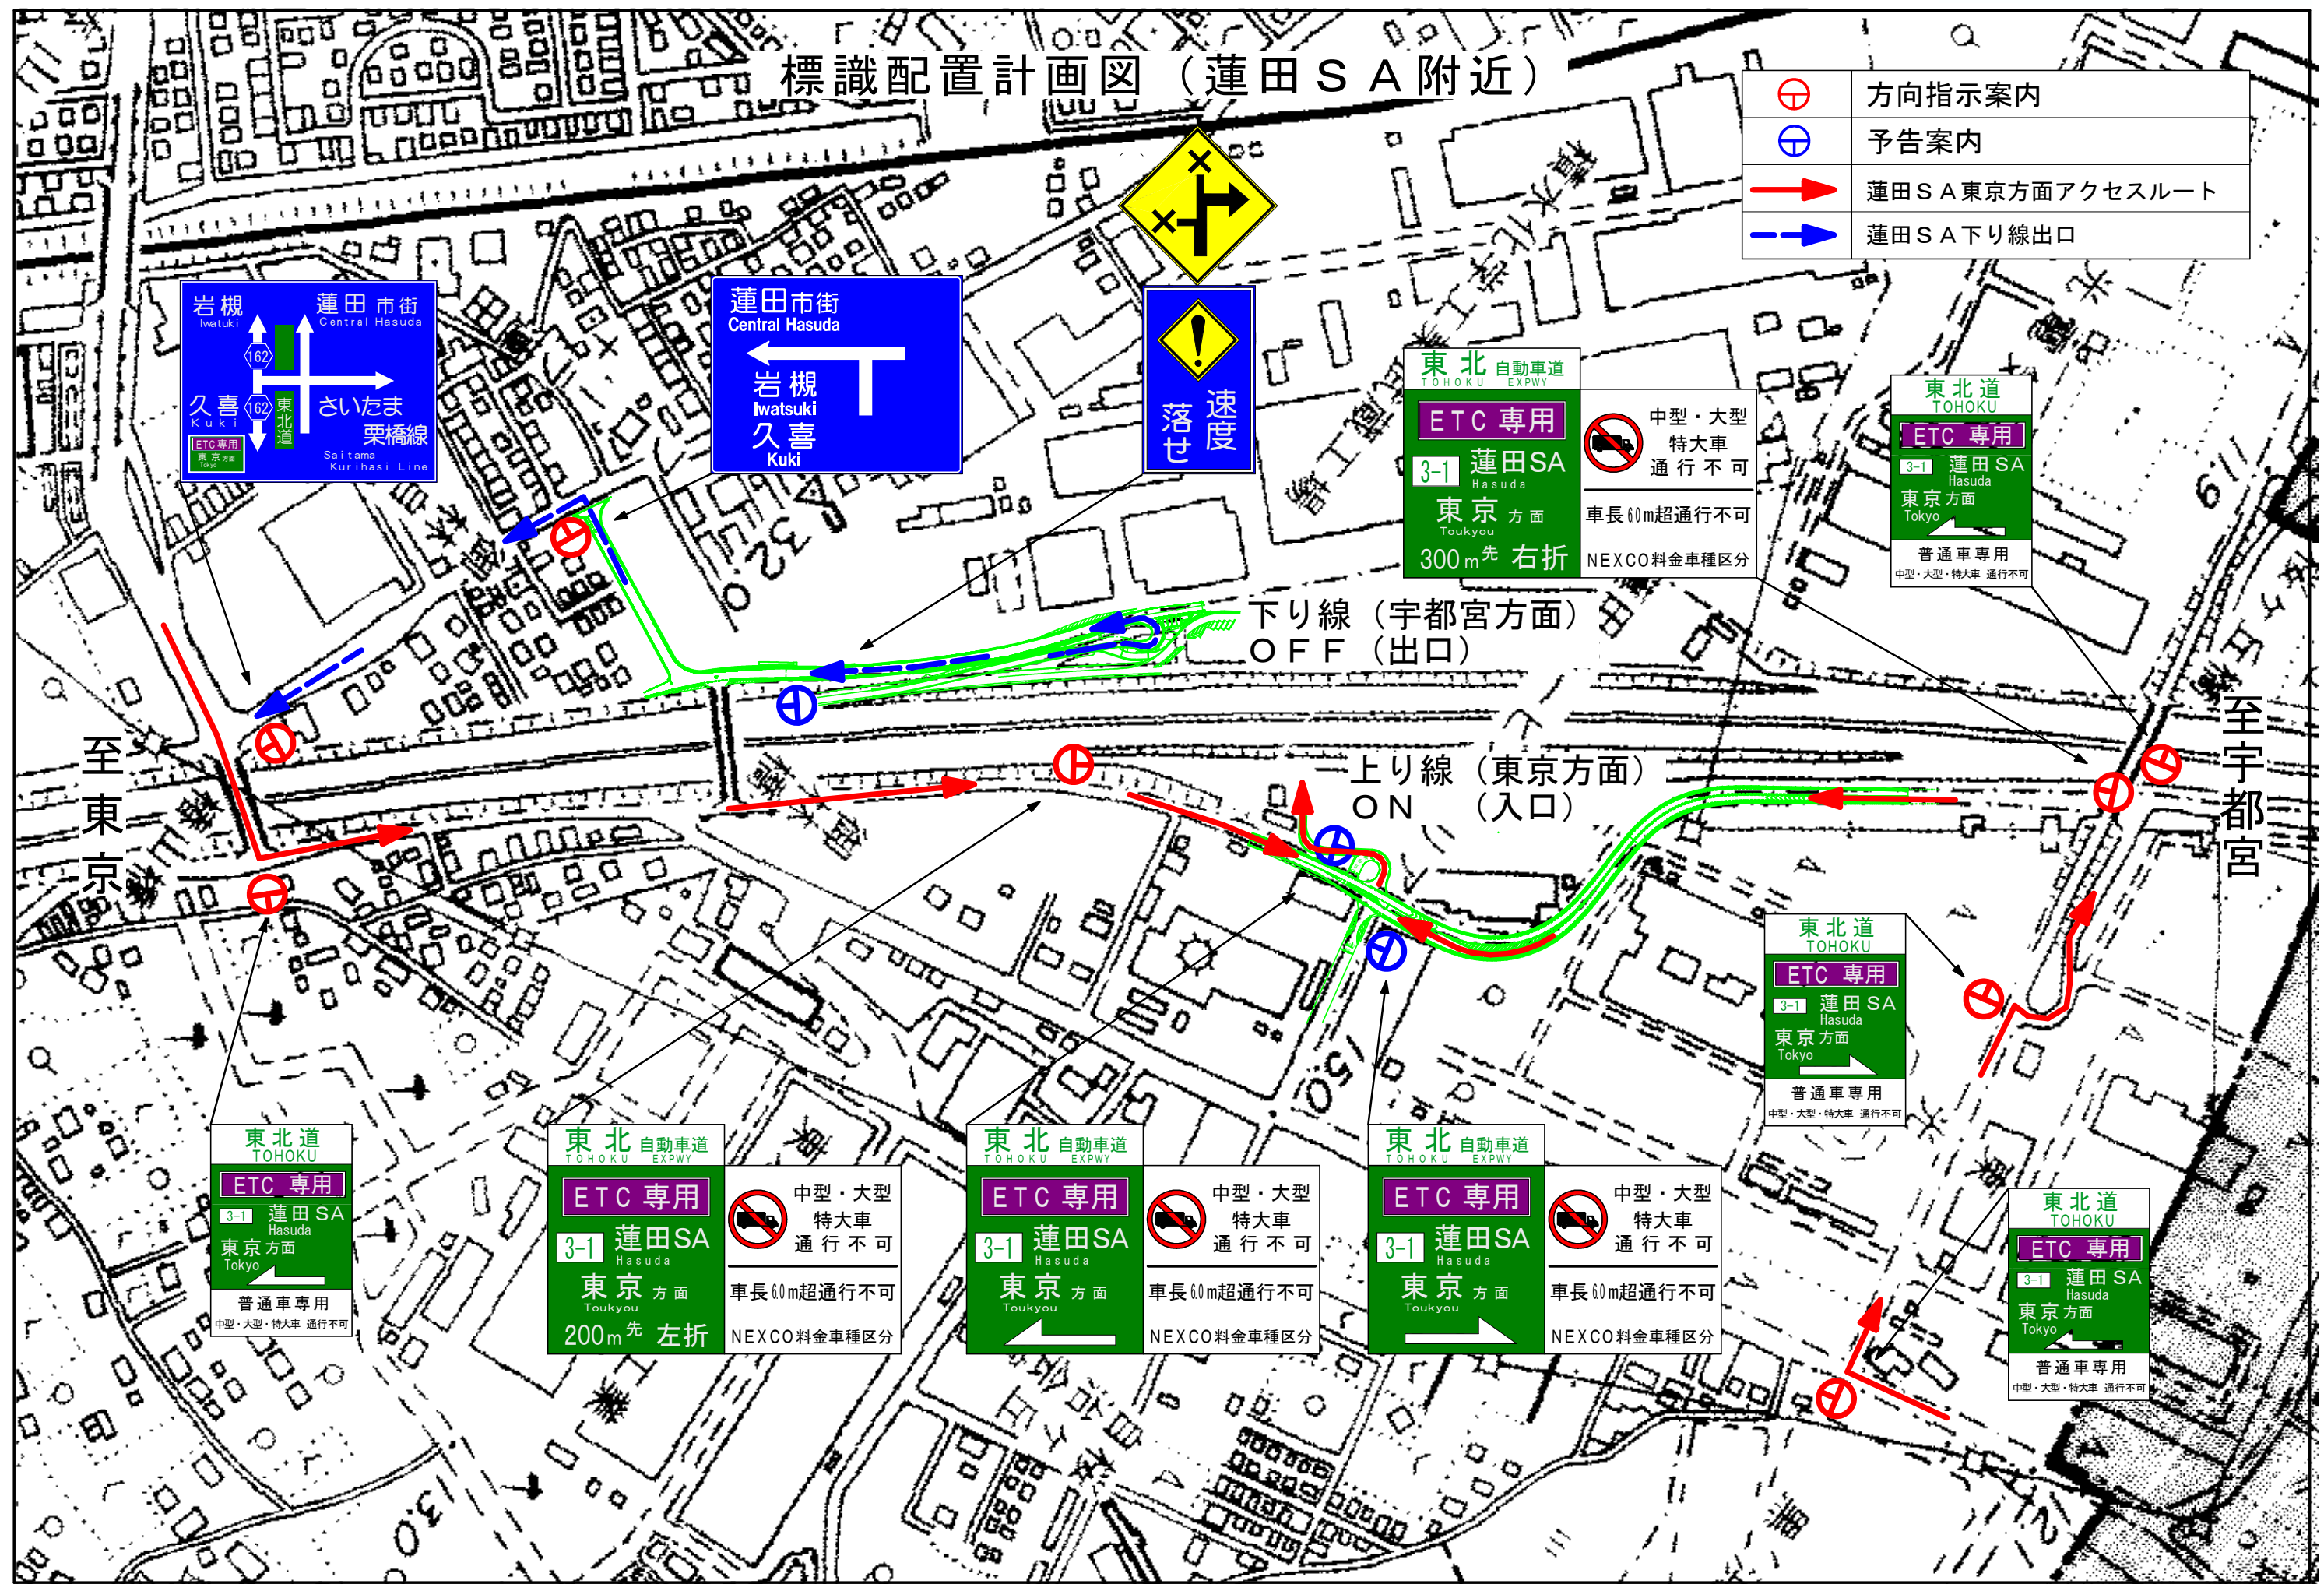 標識配置計画図（蓮田ＳＡ附近）
方向指示案内
予告案内
蓮田ＳＡ東京方面アクセスルート
蓮田ＳＡ下り線出口
岩槻
Iwatuki
蓮田 市街
Central Hasuda
162
久喜
Kuki
162
東北道
さいたま
栗橋線
Saitama
Kurihasi Line
ETC専用
東京方面
Tokyo
蓮田市街
Central Hasuda
岩槻
Iwatsuki
久喜
Kuki
速度
落せ
東北自動車道
TOHOKU EXPWY
ETC 専用
3-1 蓮田SA
Hasuda
東京 方面
Toukyou
300m先 右折
中型・大型
特大車
通行不可
車長6.0m超通行不可
NEXCO料金車種区分
東北道
TOHOKU
ETC 専用
3-1 蓮田SA
Hasuda
東京方面
Tokyo
普通車専用
中型・大型・特大車 通行不可
下り線（宇都宮方面）
ＯＦＦ（出口）
至東京
至宇都宮
上り線（東京方面）
ＯＮ （入口）
東北道
TOHOKU
ETC 専用
3-1 蓮田SA
Hasuda
東京方面
Tokyo
普通車専用
中型・大型・特大車 通行不可
東北道
TOHOKU
ETC 専用
3-1 蓮田SA
Hasuda
東京方面
Tokyo
普通車専用
中型・大型・特大車 通行不可
東北自動車道
TOHOKU EXPWY
ETC 専用
3-1 蓮田SA
Hasuda
東京 方面
Toukyou
200m先 左折
中型・大型
特大車
通行不可
車長6.0m超通行不可
NEXCO料金車種区分
東北自動車道
TOHOKU EXPWY
ETC 専用
3-1 蓮田SA
Hasuda
東京 方面
Toukyou
中型・大型
特大車
通行不可
車長6.0m超通行不可
NEXCO料金車種区分
東北自動車道
TOHOKU EXPWY
ETC 専用
3-1 蓮田SA
Hasuda
東京 方面
Toukyou
中型・大型
特大車
通行不可
車長6.0m超通行不可
NEXCO料金車種区分
東北道
TOHOKU
ETC 専用
3-1 蓮田SA
Hasuda
東京方面
Tokyo
普通車専用
中型・大型・特大車 通行不可
13.0